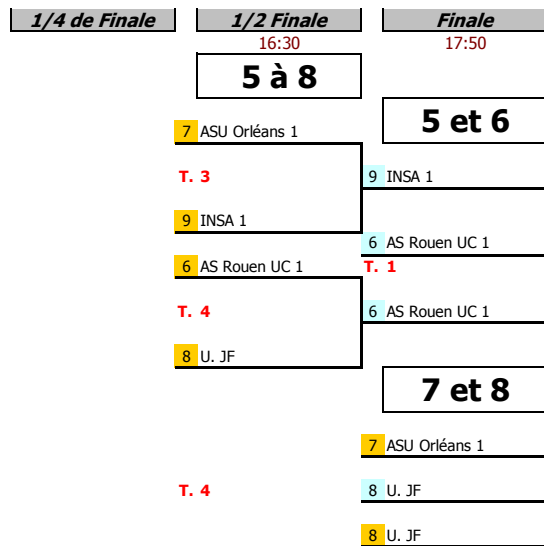 1/4 de Finale 1/2 Finale Finale
16:30 17:50
5 à 8
5 et 6
7 ASU Orléans 1
T. 3 9 INSA 1
9 INSA 1
6 AS Rouen UC 1
6 AS Rouen UC 1 T. 1
T. 4 6 AS Rouen UC 1
8 U. JF
7 et 8
7 ASU Orléans 1
T. 4 8 U. JF
8 U. JF